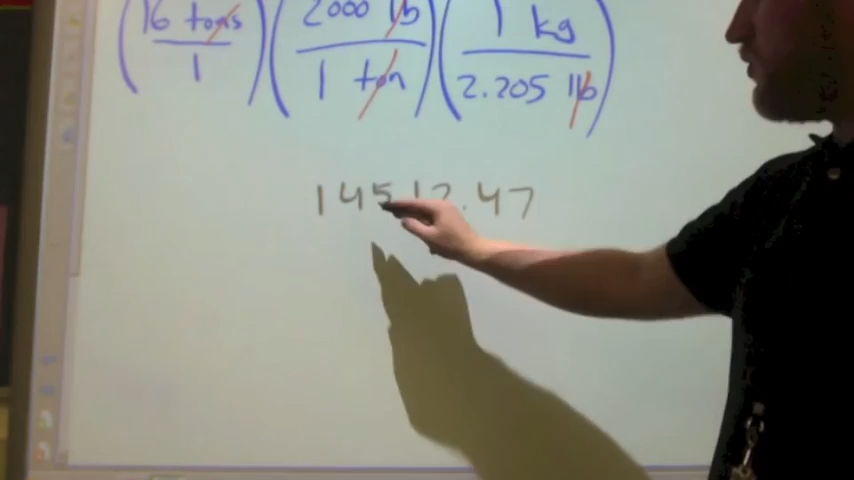 (16 tons / 1) (2000 lb / 1 ton) (1 kg / 2.205 lb)
14512.47